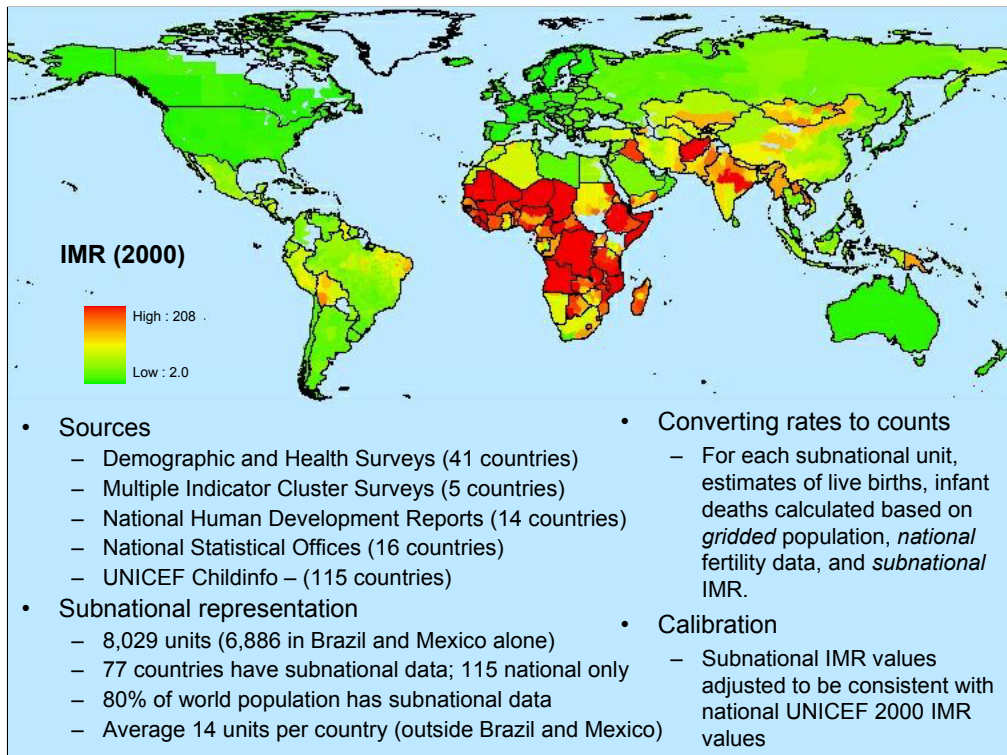 IMR (2000)
High : 208
Low : 2.0
• Sources
– Demographic and Health Surveys (41 countries)
– Multiple Indicator Cluster Surveys (5 countries)
– National Human Development Reports (14 countries)
– National Statistical Offices (16 countries)
– UNICEF Childinfo – (115 countries)
• Subnational representation
– 8,029 units (6,886 in Brazil and Mexico alone)
– 77 countries have subnational data; 115 national only
– 80% of world population has subnational data
– Average 14 units per country (outside Brazil and Mexico)
• Converting rates to counts
– For each subnational unit,
estimates of live births, infant
deaths calculated based on
gridded population, national
fertility data, and subnational
IMR.
• Calibration
– Subnational IMR values
adjusted to be consistent with
national UNICEF 2000 IMR
values